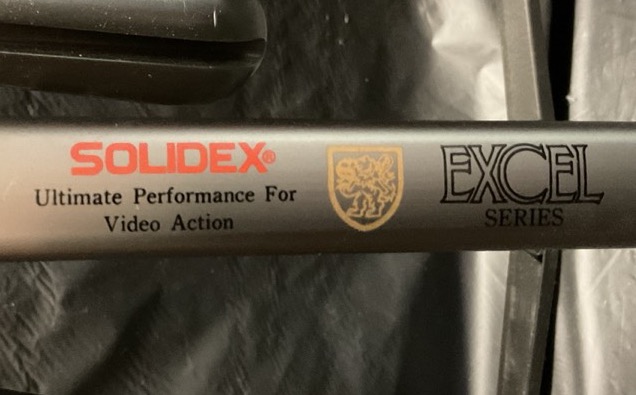 SOLIDEX®
Ultimate Performance For
Video Action
EXCEL
SERIES